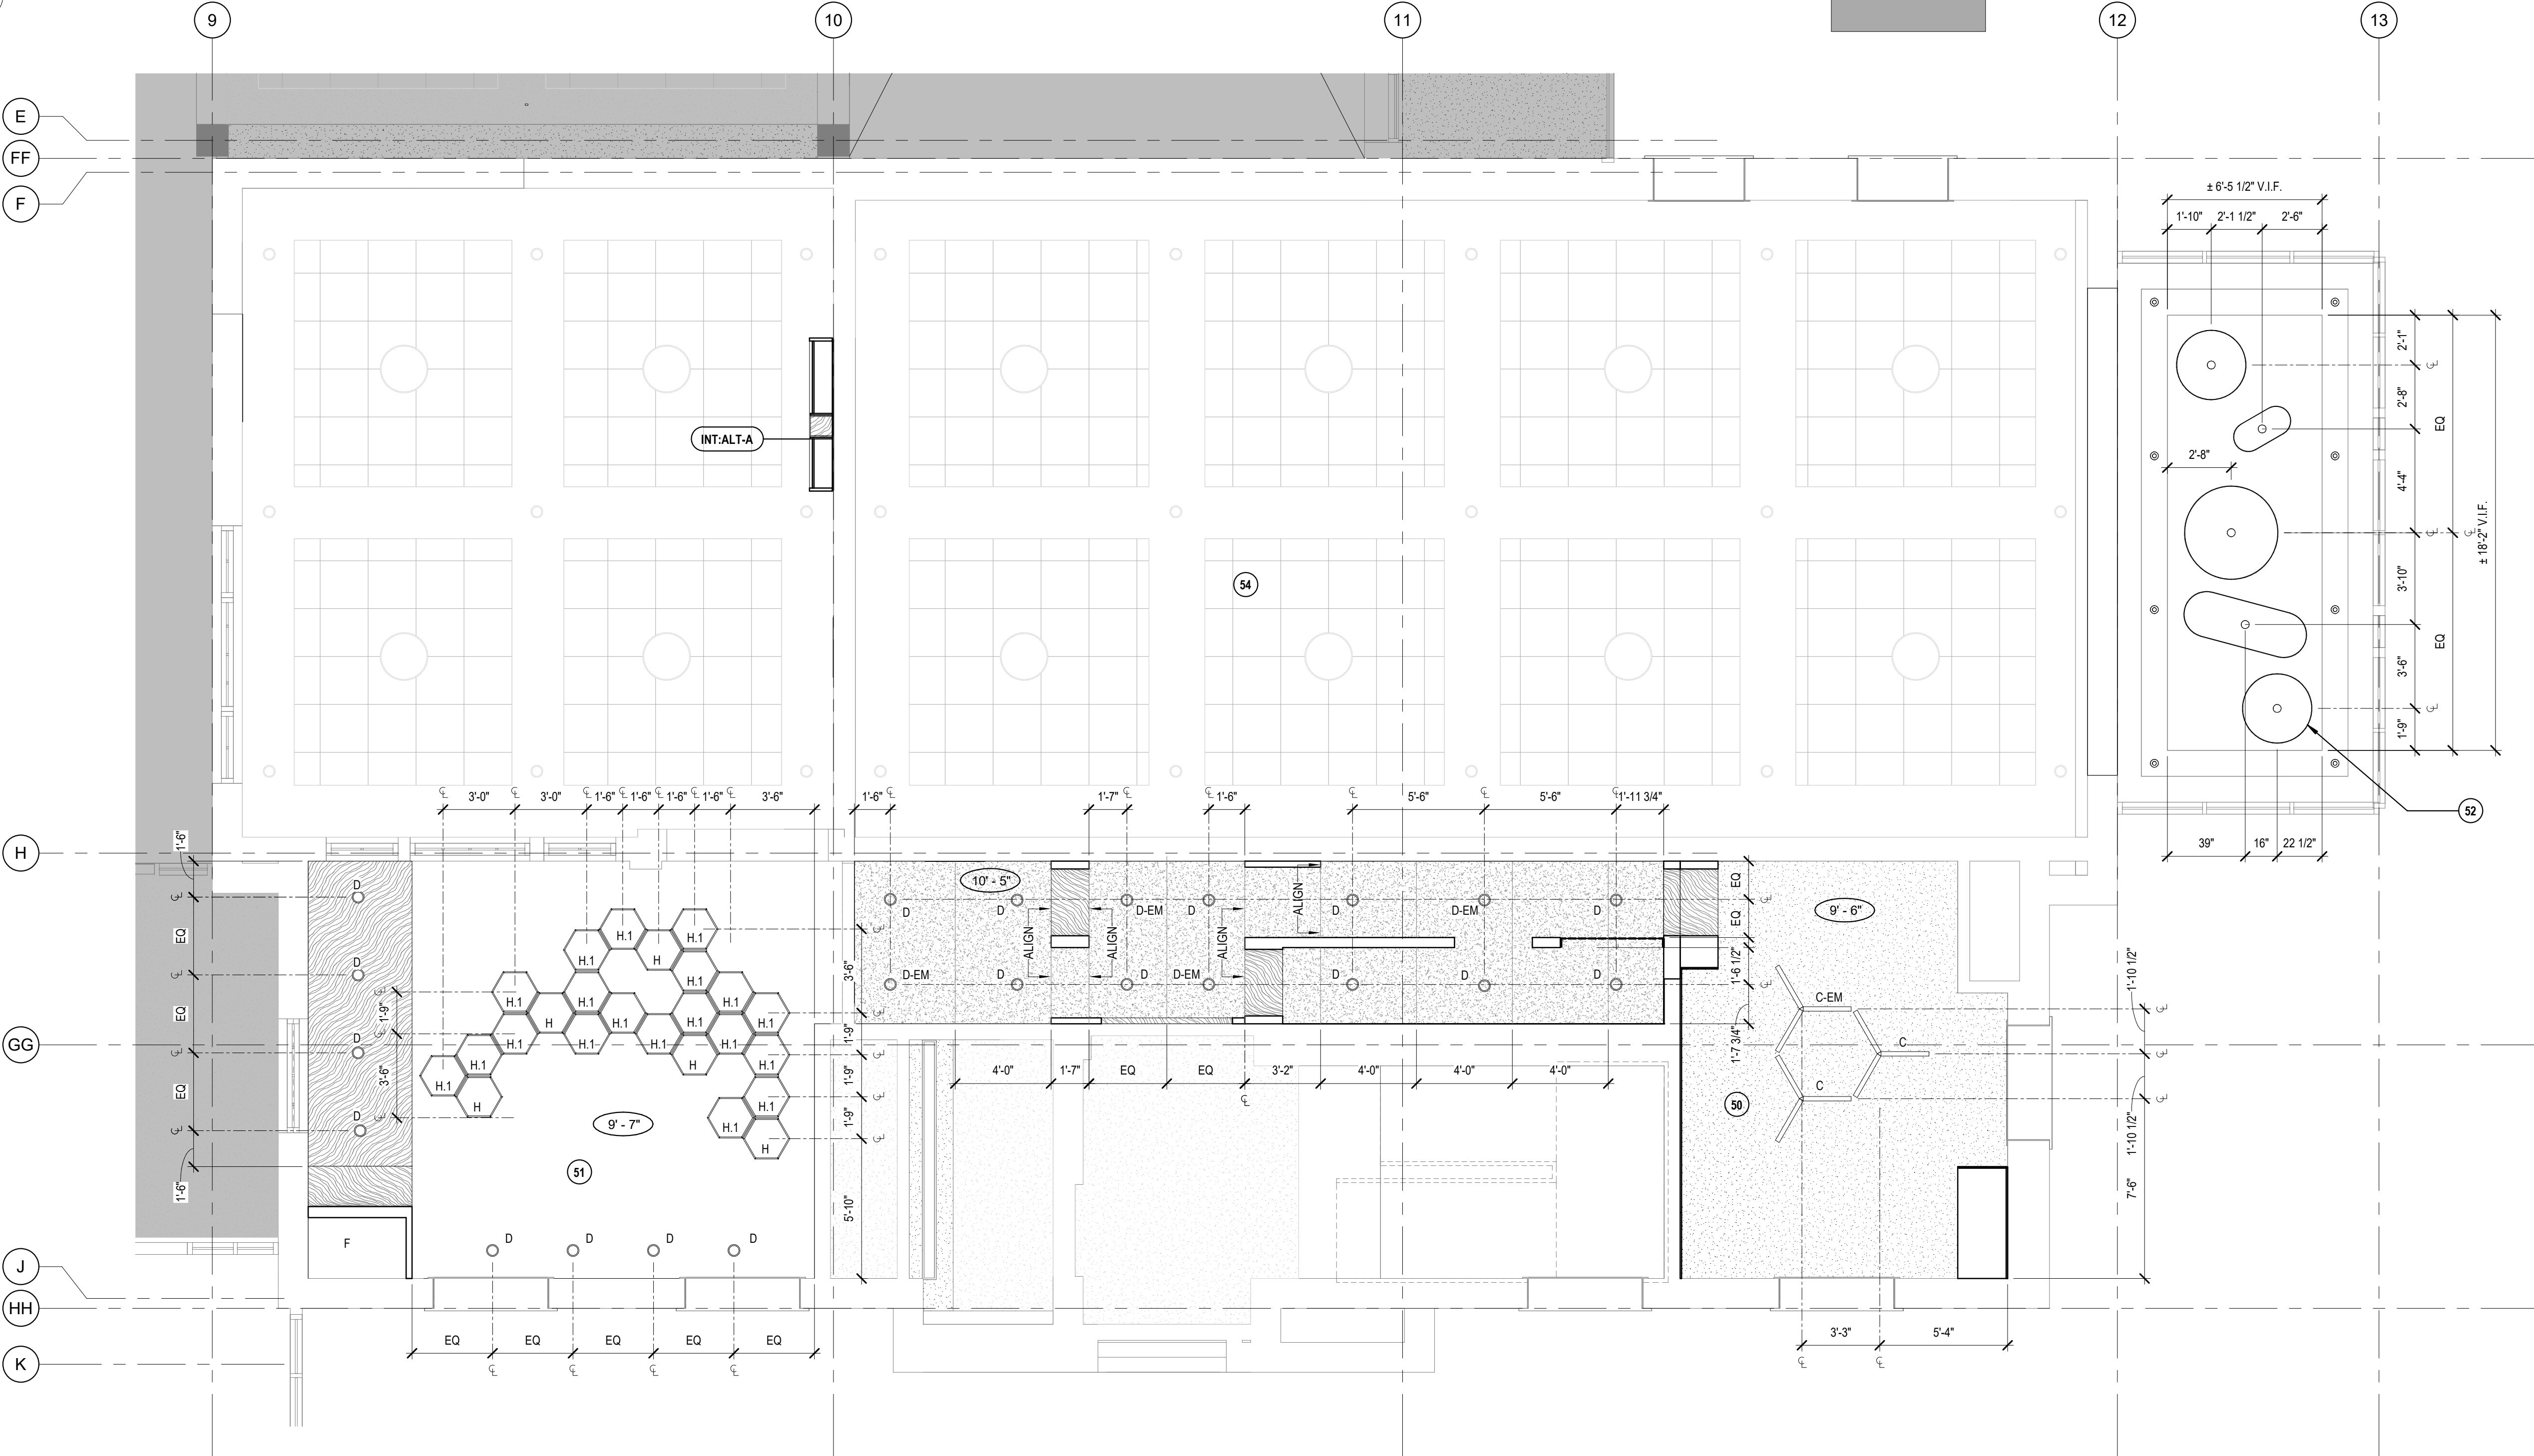 9
10
11
12
13
E
FF
F
± 6'-5 1/2" V.I.F.
1'-10"
2'-1 1/2"
2'-6"
2'-1"
2'-8"
EQ
INT:ALT-A
2'-8"
4'-4"
± 18'-2" V.I.F.
54
3'-10"
EQ
3'-6"
1'-9"
52
39"
16"
22 1/2"
3'-0"
3'-0"
1'-6"
1'-6"
1'-6"
1'-6"
3'-6"
1'-6"
1'-7"
1'-6"
5'-6"
5'-6"
1'-11 3/4"
H
1'-6"
D
EQ
D
EQ
D
EQ
D
1'-6"
1'-9"
3'-6"
10' - 5"
D
D
D-EM
D
D
D-EM
D
D-EM
D
D
D-EM
D
D
D
ALIGN
ALIGN
ALIGN
ALIGN
EQ
EQ
1'-6 1/2"
1'-7 3/4"
9' - 6"
H.1
H.1
H.1
H
H.1
H.1
H.1
H.1
H.1
H
H.1
H.1
H.1
H.1
H.1
H.1
H.1
H
H.1
H.1
H
H.1
H.1
H
3'-6"
1'-9"
1'-9"
1'-9"
5'-10"
GG
4'-0"
1'-7"
EQ
EQ
3'-2"
4'-0"
4'-0"
4'-0"
C-EM
C
C
1'-10 1/2"
1'-10 1/2"
7'-6"
50
9' - 7"
51
F
D
D
D
D
J
HH
K
EQ
EQ
EQ
EQ
EQ
3'-3"
5'-4"